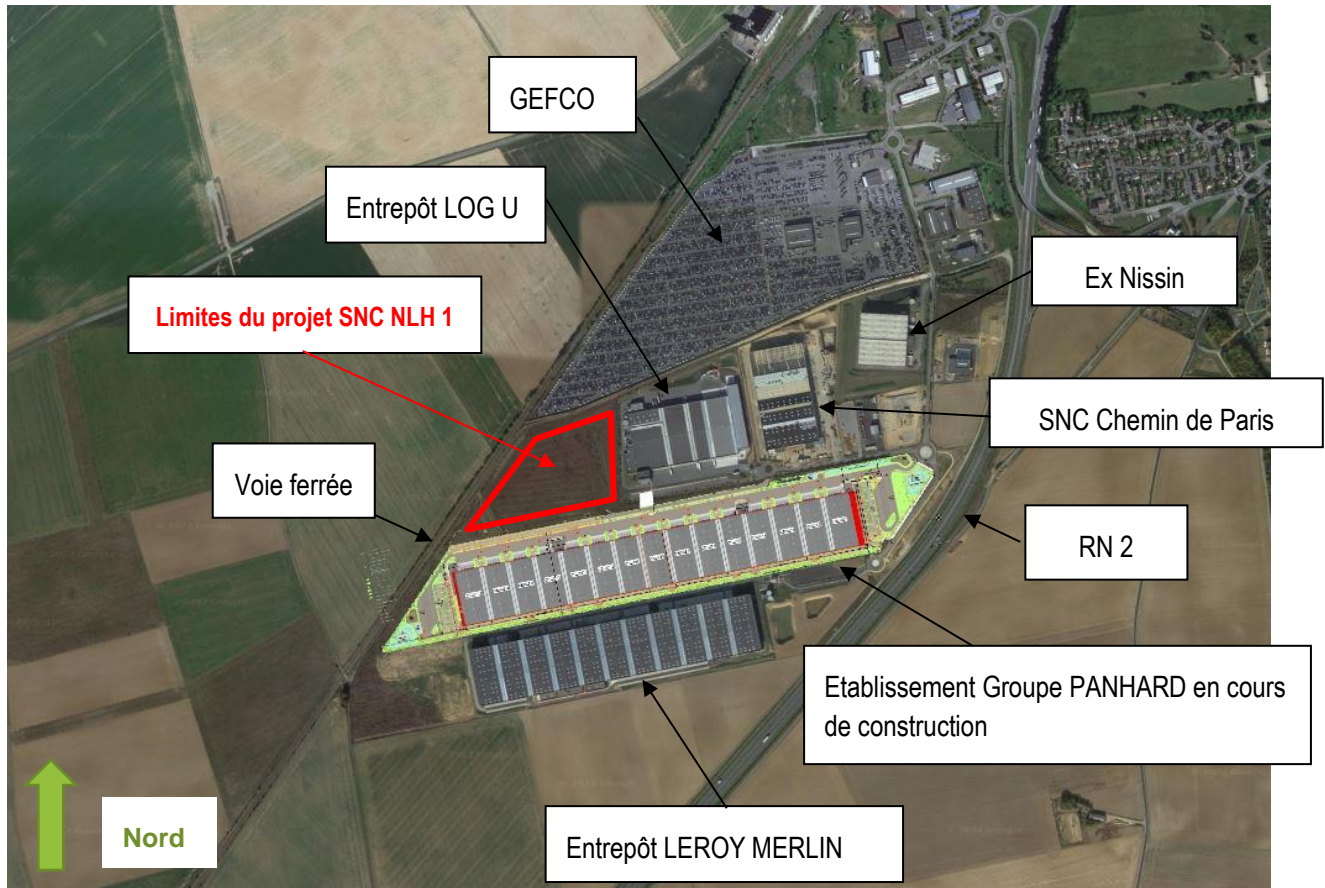 GEFCO
Entrepôt LOG U
Ex Nissin
Limites du projet SNC NLH 1
SNC Chemin de Paris
Voie ferrée
RN 2
Etablissement Groupe PANHARD en cours
de construction
Entrepôt LEROY MERLIN
Nord